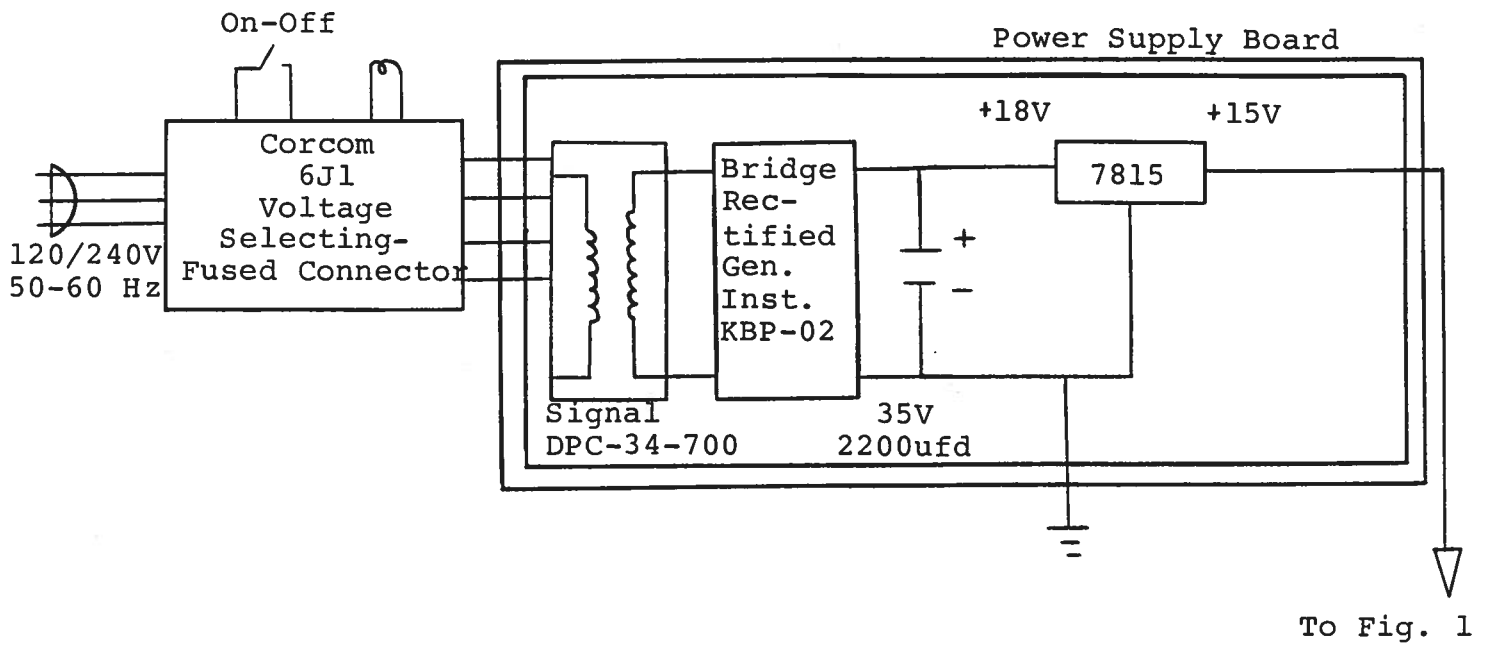 On-Off
Power Supply Board
+18V
+15V
Corcom
6J1
Voltage
Selecting-
Fused Connector
120/240V
50-60 Hz
Bridge
Rec-
tified
Gen.
Inst.
KBP-02
7815
+
-
Signal
DPC-34-700
35V
2200ufd
To Fig. 1